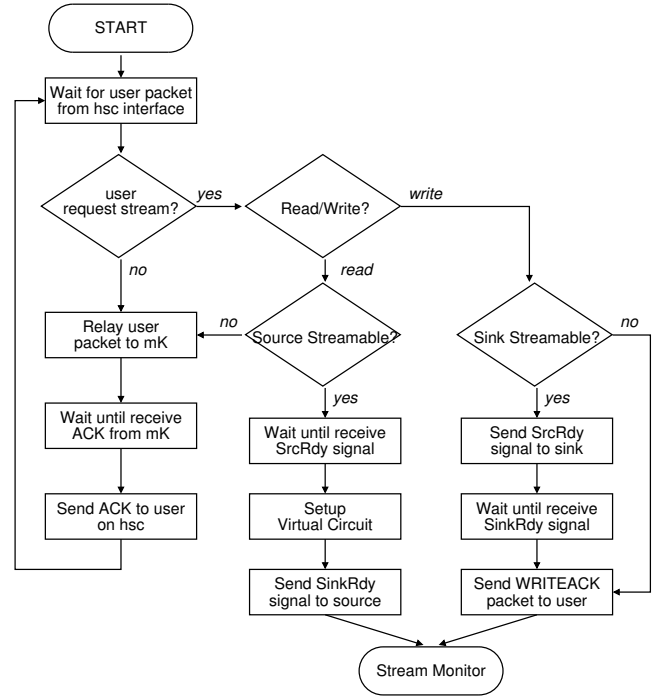 START
Wait for user packet
from hsc interface
user
request stream?
yes
Read/Write?
write
no
read
Relay user
packet to mK
no
Source Streamable?
Sink Streamable?
no
yes
yes
Wait until receive
ACK from mK
Wait until receive
SrcRdy signal
Send SrcRdy
signal to sink
Send ACK to user
on hsc
Setup
Virtual Circuit
Wait until receive
SinkRdy signal
Send SinkRdy
signal to source
Send WRITEACK
packet to user
Stream Monitor